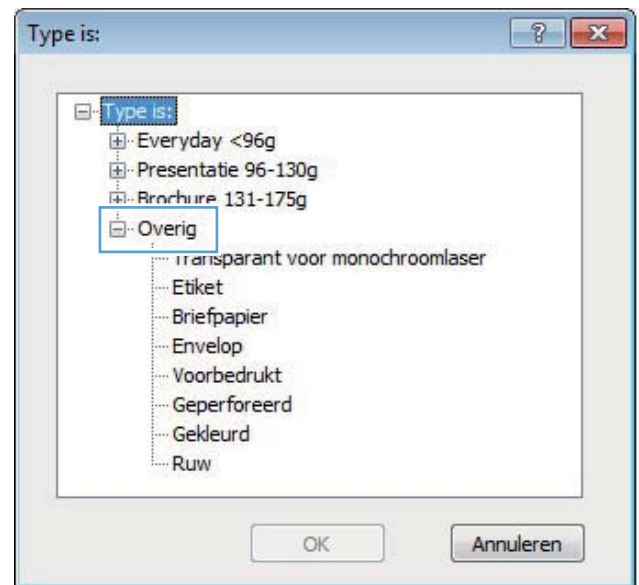 Type is:
Type is:
Everyday <96g
Presentatie 96-130g
Brochure 131-175g
Overig
Transparant voor monochroomlaser
Etiket
Briefpapier
Envelop
Voorbedrukt
Geperforeerd
Gekleurd
Ruw
OK Annuleren